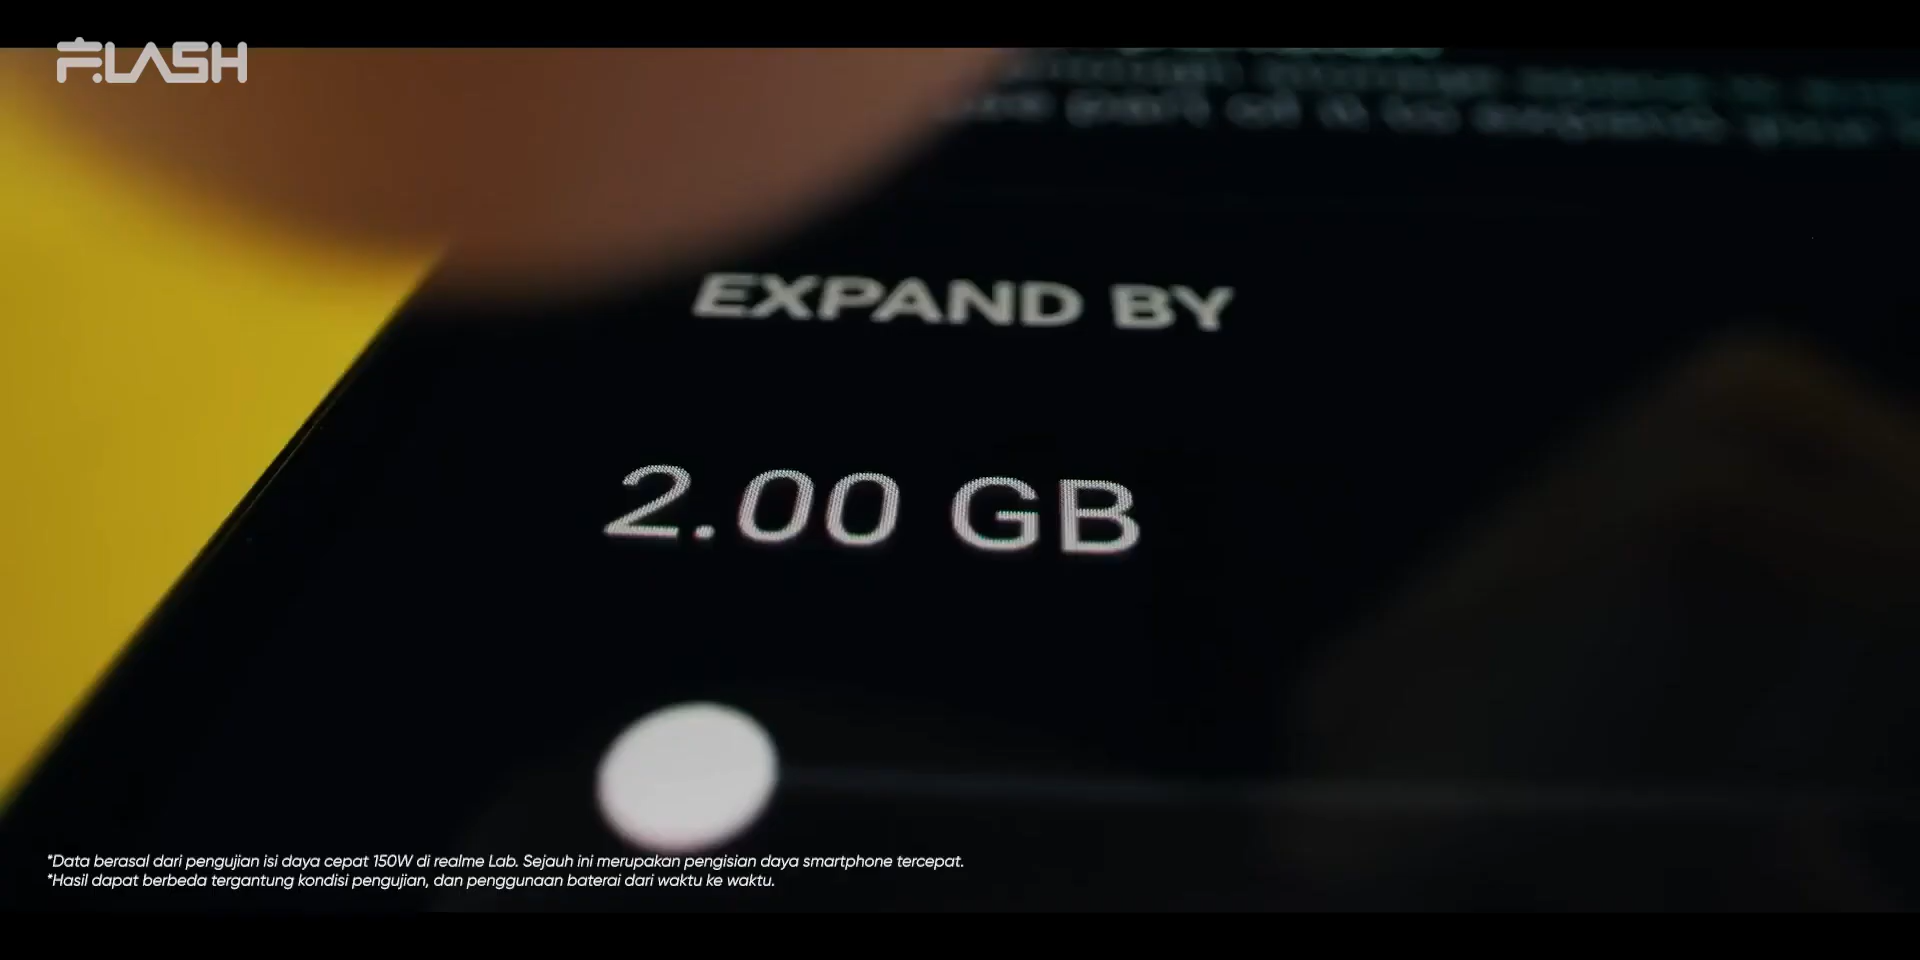 FLASH
EXPAND BY
2.00 GB
*Data berasal dari pengujian isi daya cepat 150W di realme Lab. Sejauh ini merupakan pengisian daya smartphone tercepat.
*Hasil dapat berbeda tergantung kondisi pengujian, dan penggunaan baterai dari waktu ke waktu.